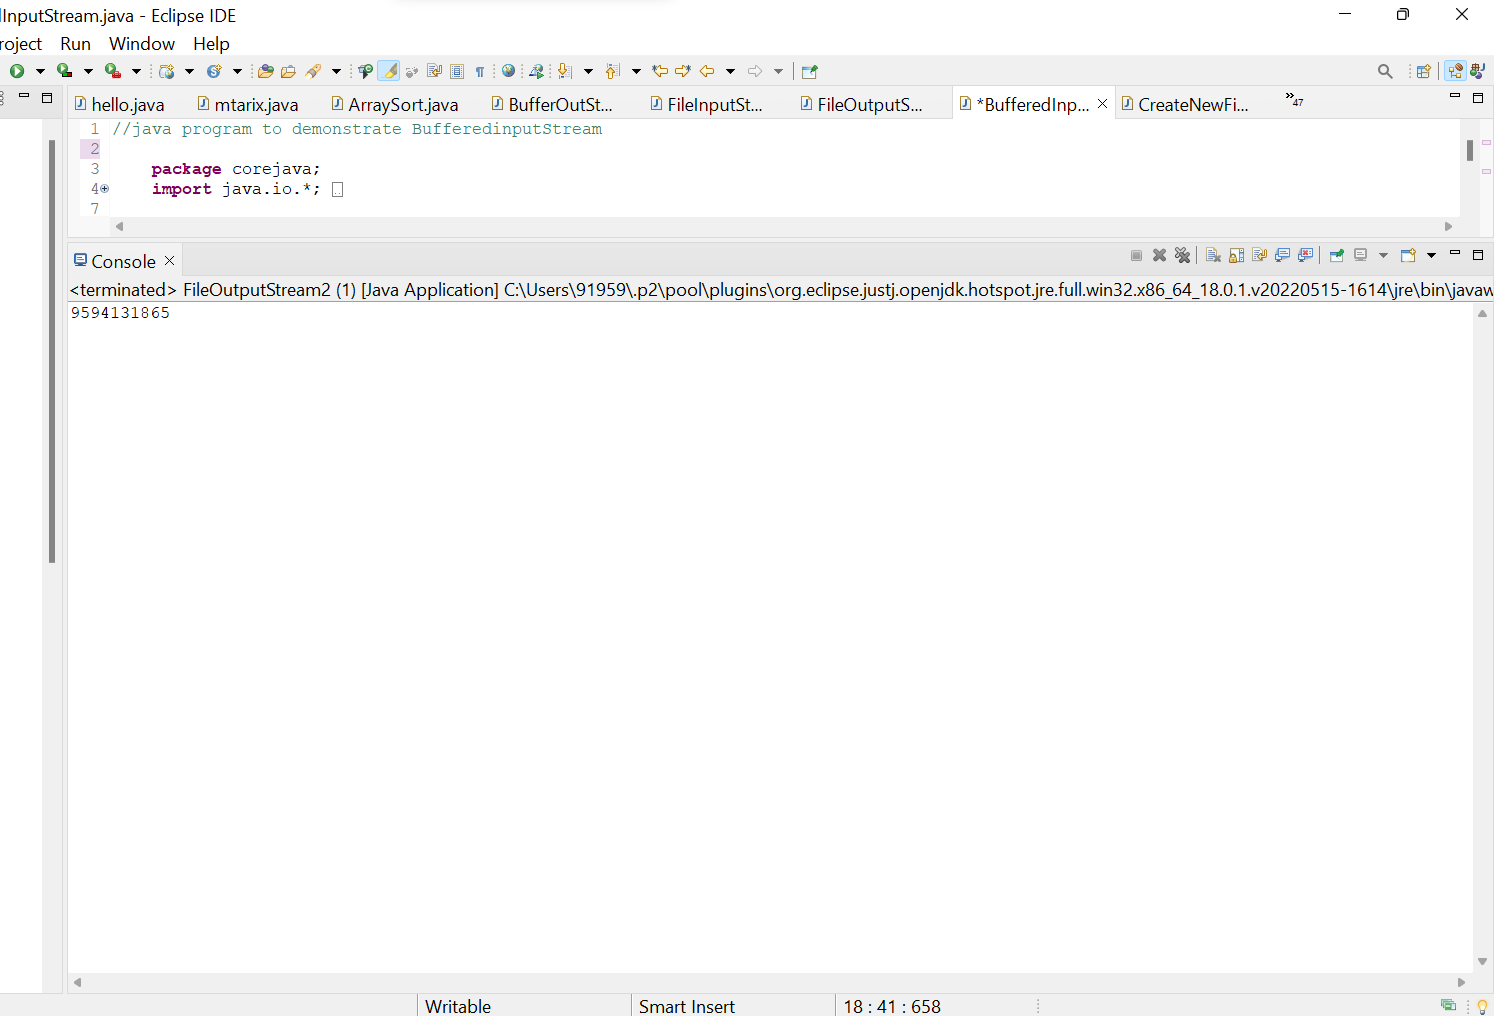 InputStream.java - Eclipse IDE
roject Run Window Help
hello.java mtarix.java ArraySort.java BufferOutSt... FileInputSt... FileOutputS... *BufferedInp... CreateNewFi... »47
1 //java program to demonstrate BufferedinputStream
2
3 package corejava;
4 import java.io.*;
7
Console
<terminated> FileOutputStream2 (1) [Java Application] C:\Users\91959\.p2\pool\plugins\org.eclipse.justj.openjdk.hotspot.jre.full.win32.x86_64_18.0.1.v20220515-1614\jre\bin\javaw
9594131865
Writable Smart Insert 18 : 41 : 658